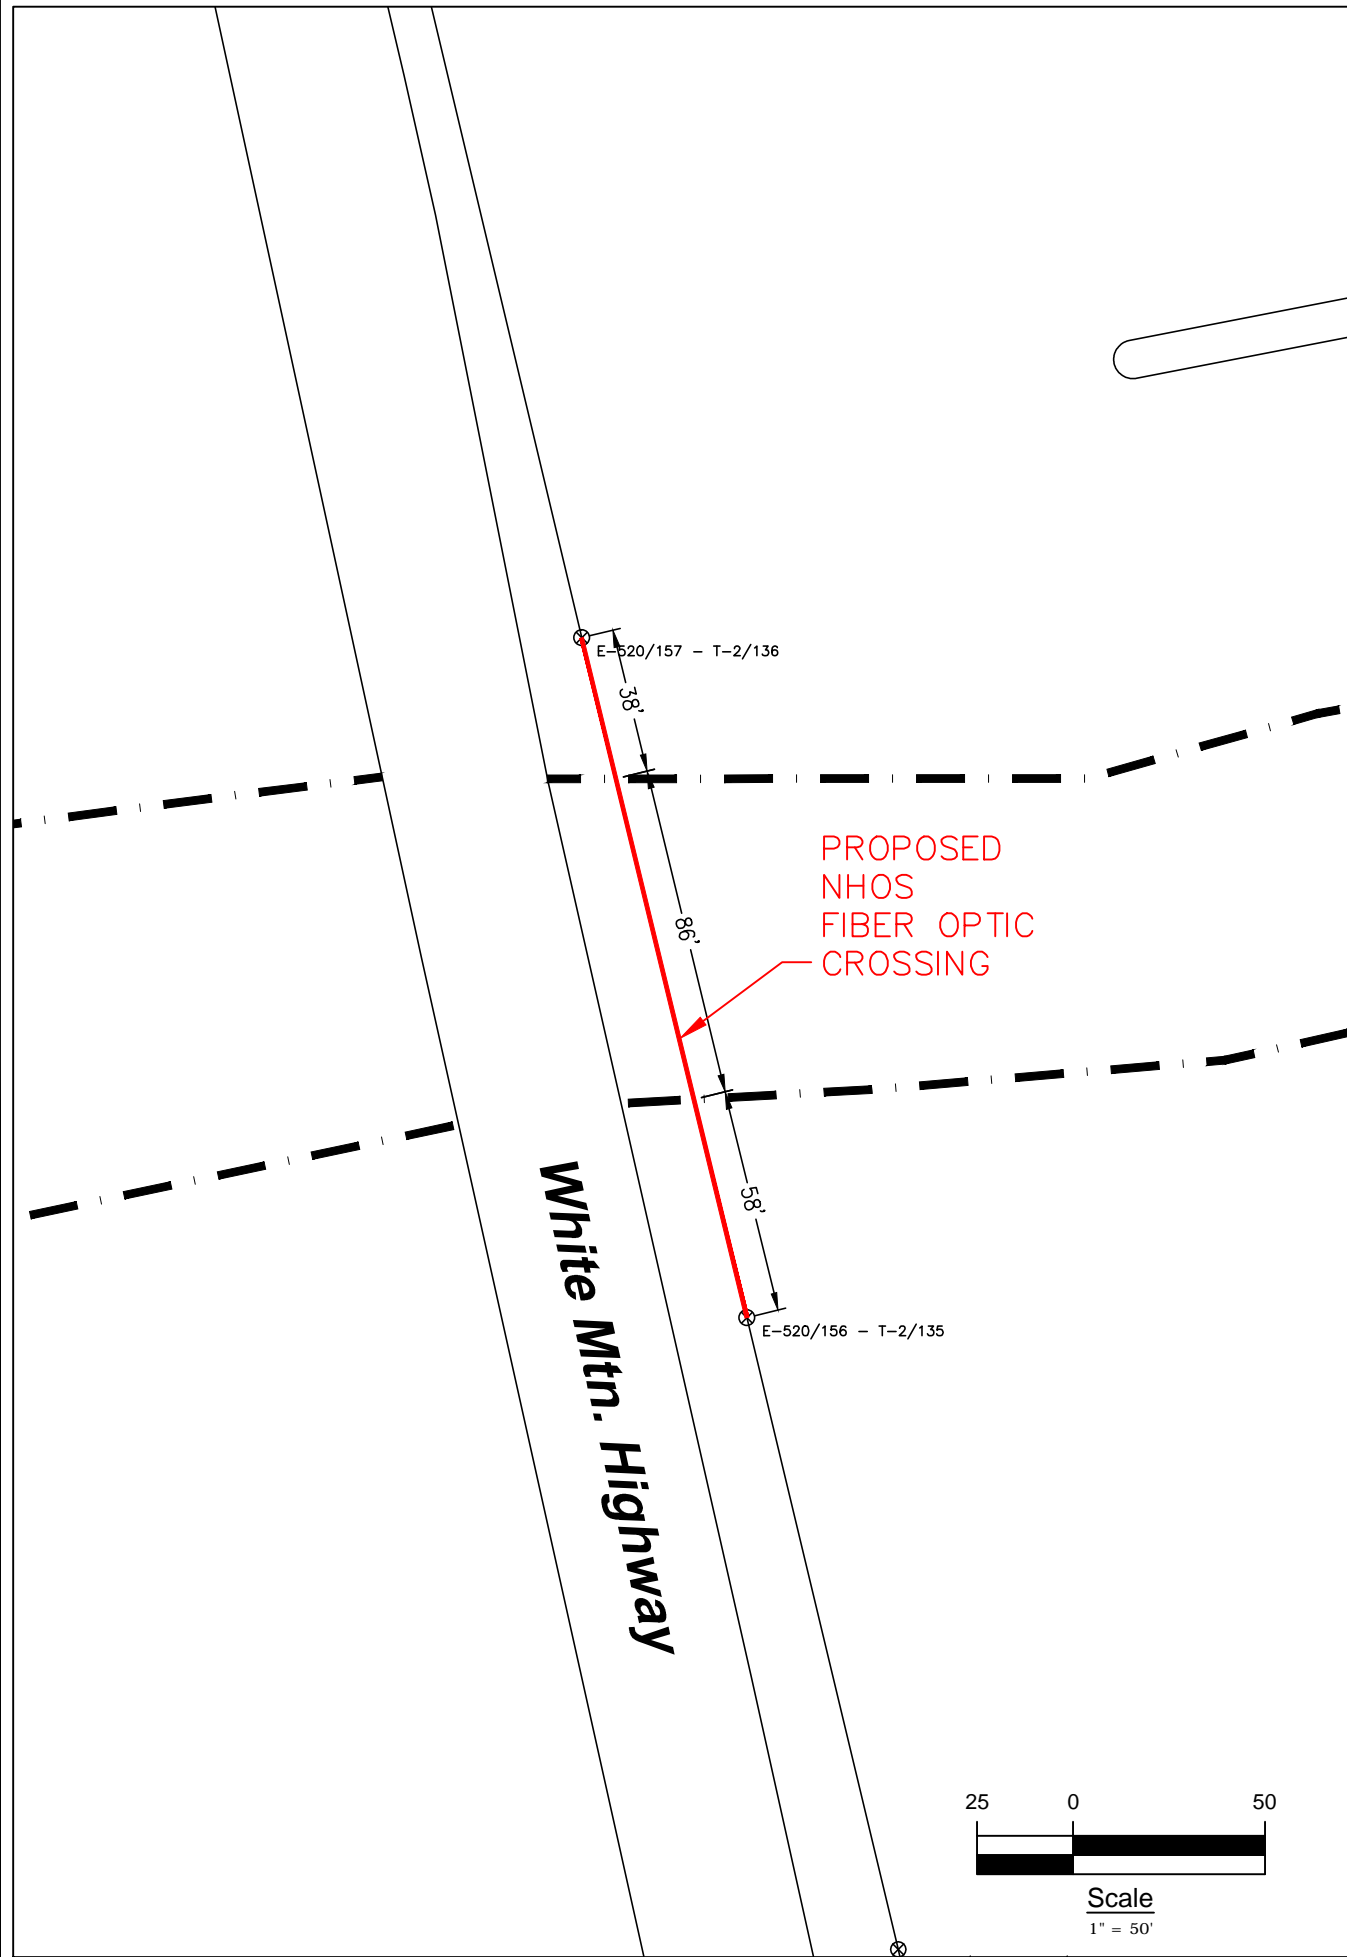 E-520/157 - T-2/136
38'
PROPOSED
NHOS
FIBER OPTIC
CROSSING
86'
58'
White Mtn. Highway
E-520/156 - T-2/135
25 0 50
Scale
1" = 50'